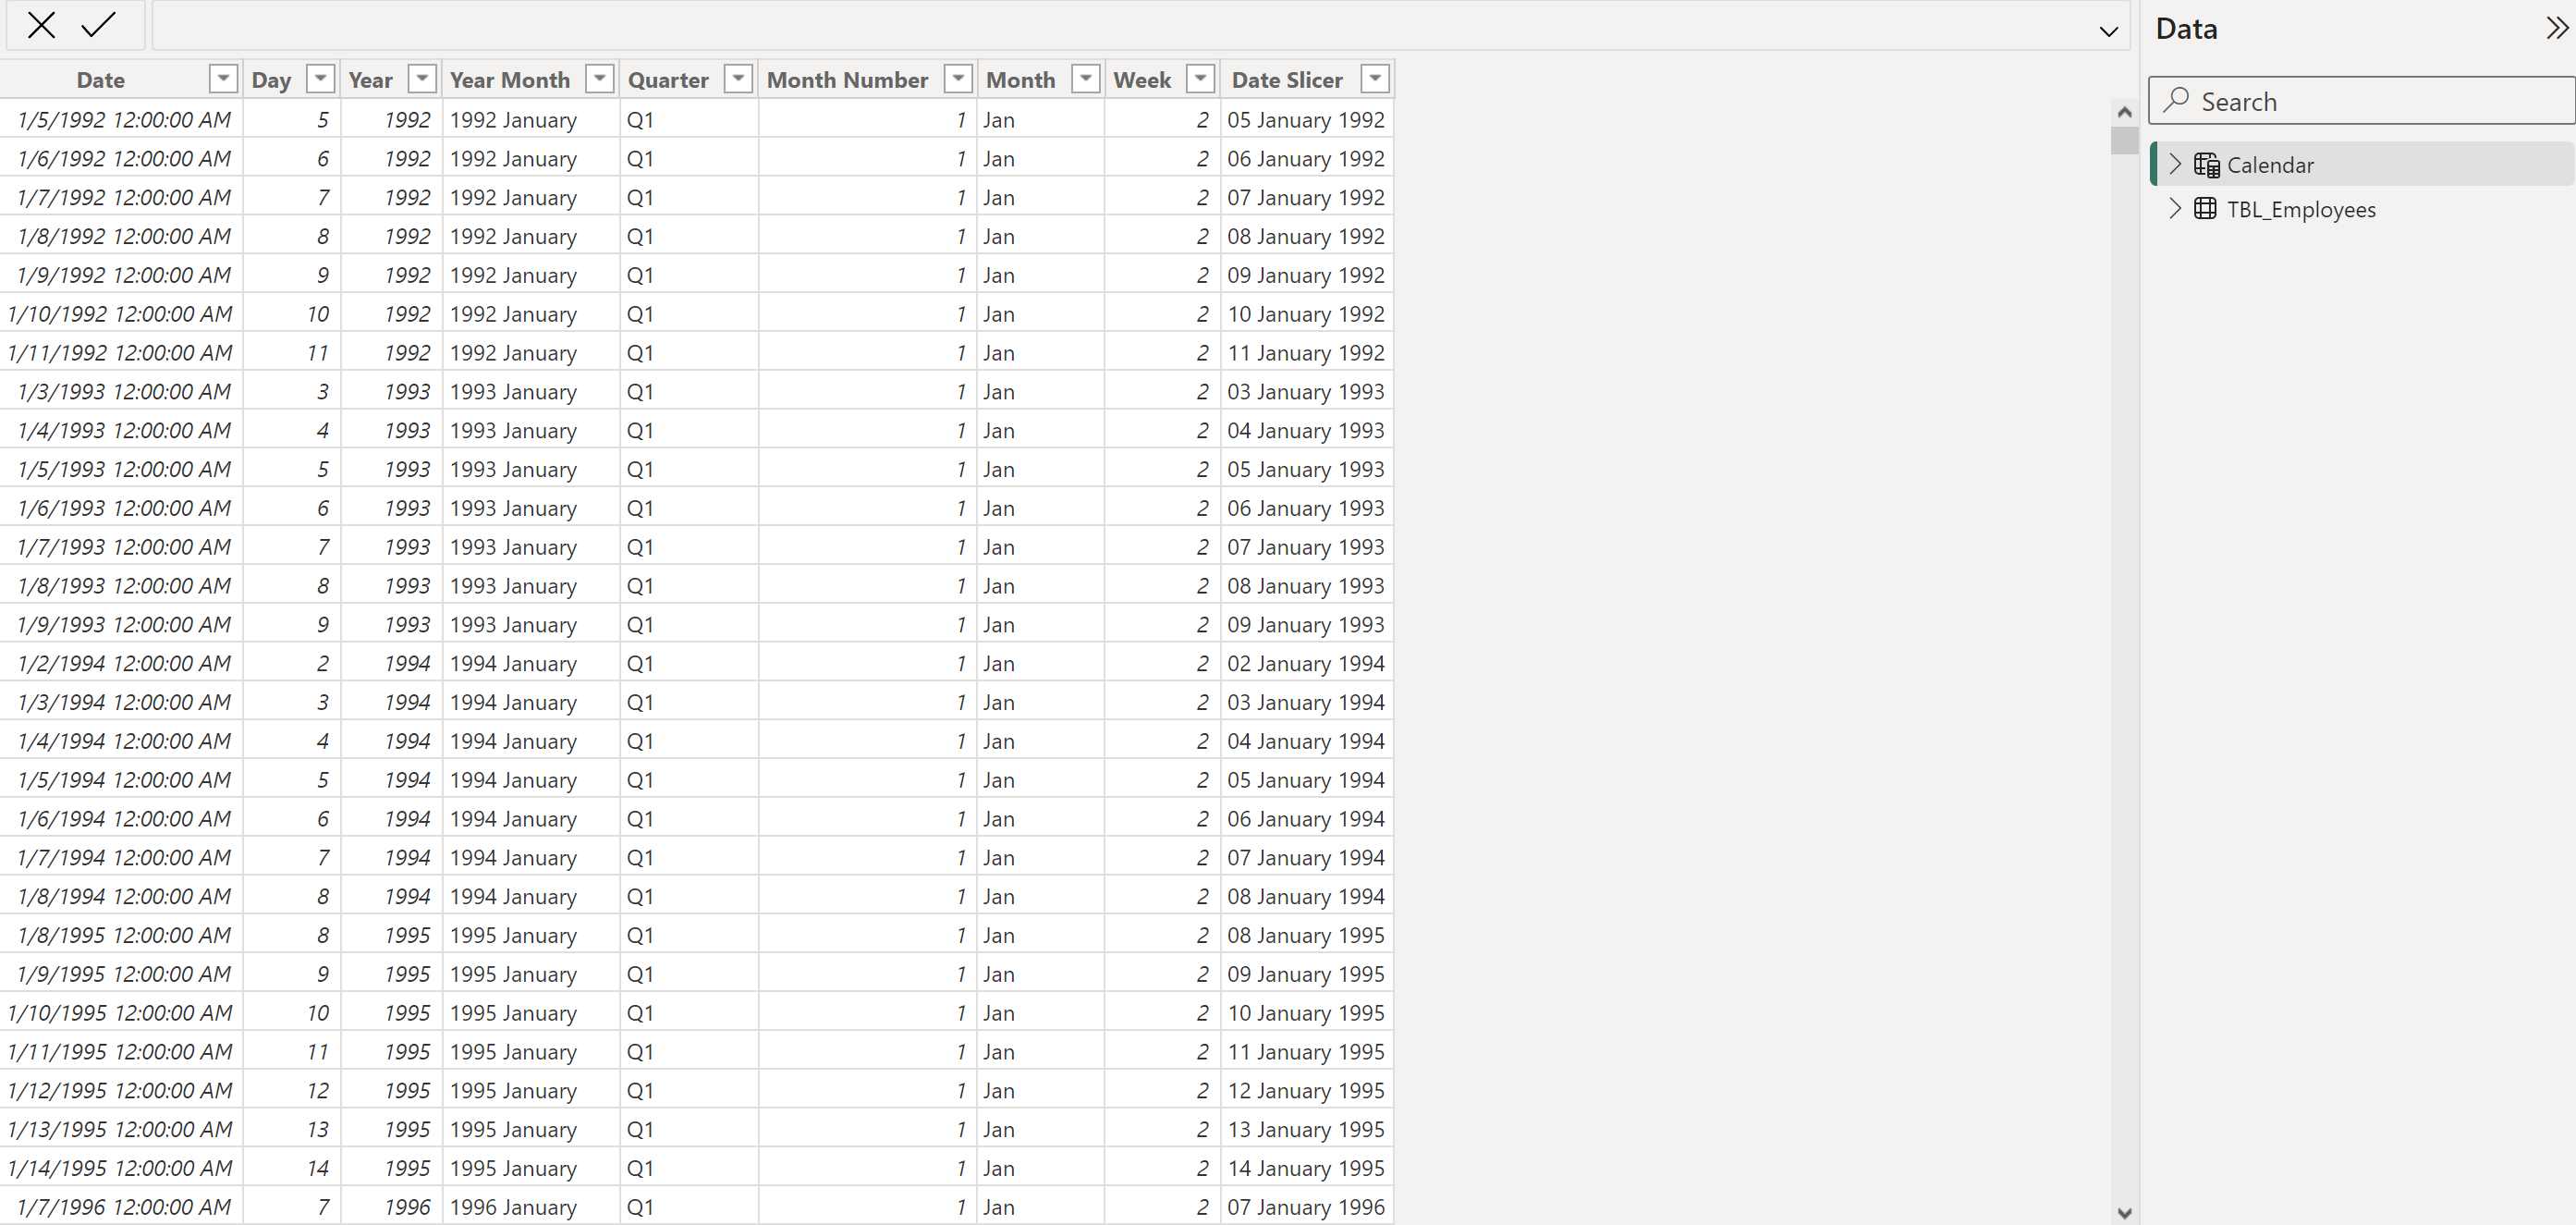 Data
Search
Calendar
TBL_Employees
Date Day Year Year Month Quarter Month Number Month Week Date Slicer
1/5/1992 12:00:00 AM 5 1992 1992 January Q1 1 Jan 2 05 January 1992
1/6/1992 12:00:00 AM 6 1992 1992 January Q1 1 Jan 2 06 January 1992
1/7/1992 12:00:00 AM 7 1992 1992 January Q1 1 Jan 2 07 January 1992
1/8/1992 12:00:00 AM 8 1992 1992 January Q1 1 Jan 2 08 January 1992
1/9/1992 12:00:00 AM 9 1992 1992 January Q1 1 Jan 2 09 January 1992
1/10/1992 12:00:00 AM 10 1992 1992 January Q1 1 Jan 2 10 January 1992
1/11/1992 12:00:00 AM 11 1992 1992 January Q1 1 Jan 2 11 January 1992
1/3/1993 12:00:00 AM 3 1993 1993 January Q1 1 Jan 2 03 January 1993
1/4/1993 12:00:00 AM 4 1993 1993 January Q1 1 Jan 2 04 January 1993
1/5/1993 12:00:00 AM 5 1993 1993 January Q1 1 Jan 2 05 January 1993
1/6/1993 12:00:00 AM 6 1993 1993 January Q1 1 Jan 2 06 January 1993
1/7/1993 12:00:00 AM 7 1993 1993 January Q1 1 Jan 2 07 January 1993
1/8/1993 12:00:00 AM 8 1993 1993 January Q1 1 Jan 2 08 January 1993
1/9/1993 12:00:00 AM 9 1993 1993 January Q1 1 Jan 2 09 January 1993
1/2/1994 12:00:00 AM 2 1994 1994 January Q1 1 Jan 2 02 January 1994
1/3/1994 12:00:00 AM 3 1994 1994 January Q1 1 Jan 2 03 January 1994
1/4/1994 12:00:00 AM 4 1994 1994 January Q1 1 Jan 2 04 January 1994
1/5/1994 12:00:00 AM 5 1994 1994 January Q1 1 Jan 2 05 January 1994
1/6/1994 12:00:00 AM 6 1994 1994 January Q1 1 Jan 2 06 January 1994
1/7/1994 12:00:00 AM 7 1994 1994 January Q1 1 Jan 2 07 January 1994
1/8/1994 12:00:00 AM 8 1994 1994 January Q1 1 Jan 2 08 January 1994
1/8/1995 12:00:00 AM 8 1995 1995 January Q1 1 Jan 2 08 January 1995
1/9/1995 12:00:00 AM 9 1995 1995 January Q1 1 Jan 2 09 January 1995
1/10/1995 12:00:00 AM 10 1995 1995 January Q1 1 Jan 2 10 January 1995
1/11/1995 12:00:00 AM 11 1995 1995 January Q1 1 Jan 2 11 January 1995
1/12/1995 12:00:00 AM 12 1995 1995 January Q1 1 Jan 2 12 January 1995
1/13/1995 12:00:00 AM 13 1995 1995 January Q1 1 Jan 2 13 January 1995
1/14/1995 12:00:00 AM 14 1995 1995 January Q1 1 Jan 2 14 January 1995
1/7/1996 12:00:00 AM 7 1996 1996 January Q1 1 Jan 2 07 January 1996